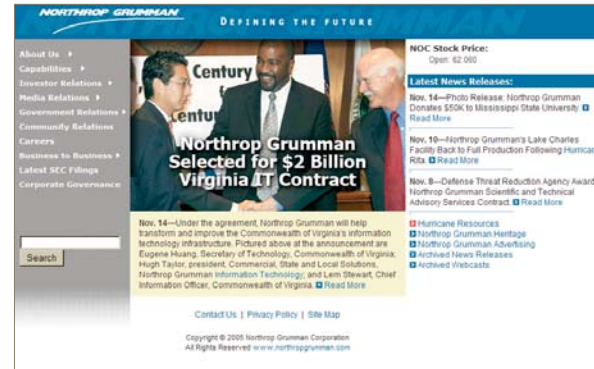 NORTHROP GRUMMAN
DEFINING THE FUTURE
About Us
Capabilities
Investor Relations
Media Relations
Government Relations
Community Relations
Careers
Business to Business
Latest SEC Filings
Corporate Governance
Search
Century
Centu
Northrop Grumman
Selected for $2 Billion
Virginia IT Contract
Nov. 14—Under the agreement, Northrop Grumman will help
transform and improve the Commonwealth of Virginia's information
technology infrastructure. Pictured above at the announcement are
Eugene Huang, Secretary of Technology, Commonwealth of Virginia;
Hugh Taylor, president, Commercial, State and Local Solutions,
Northrop Grumman Information Technology; and Lem Stewart, Chief
Information Officer, Commonwealth of Virginia. Read More
NOC Stock Price:
Open: 62.060
Latest News Releases:
Nov. 14—Photo Release: Northrop Grumman
Donates $50K to Mississippi State University.
Read More
Nov. 10—Northrop Grumman's Lake Charles
Facility Back to Full Production Following Hurrican
Rita. Read More
Nov. 8—Defense Threat Reduction Agency Award
Northrop Grumman Scientific and Technical
Advisory Services Contract. Read More
Hurricane Resources
Northrop Grumman Heritage
Northrop Grumman Advertising
Archived News Releases
Archived Webcasts
Contact Us | Privacy Policy | Site Map
Copyright © 2005 Northrop Grumman Corporation
All Rights Reserved www.northropgrumman.com